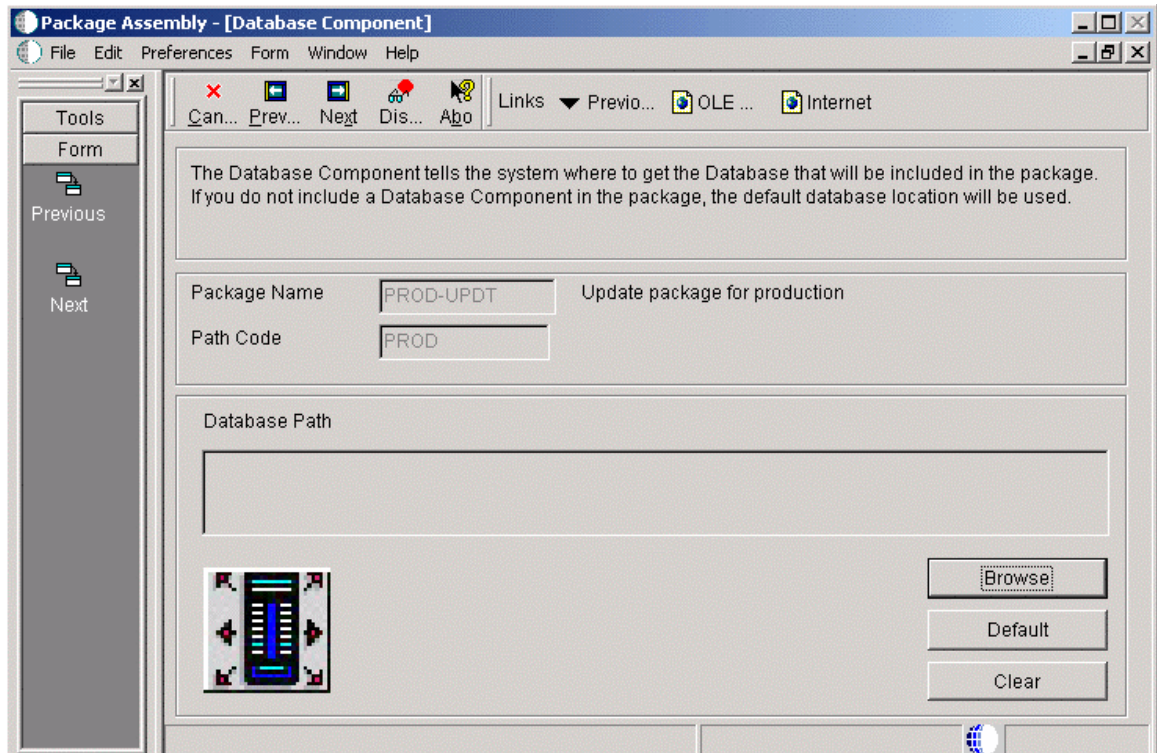 Package Assembly - [Database Component]
File Edit Preferences Form Window Help
Tools
Form
Previous
Next
Can... Prev... Next Dis... Abo
Links Previo... OLE ... Internet
The Database Component tells the system where to get the Database that will be included in the package.
If you do not include a Database Component in the package, the default database location will be used.
Package Name PROD-UPDT Update package for production
Path Code PROD
Database Path
Browse
Default
Clear